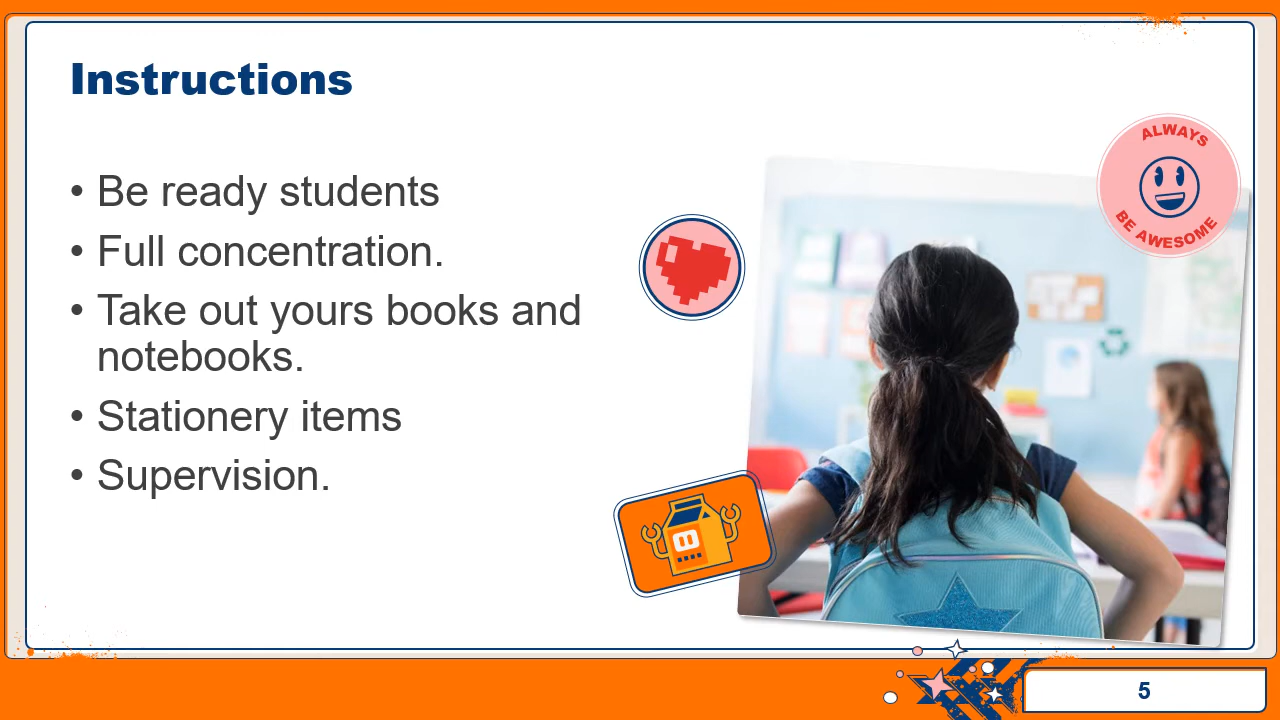 Instructions
ALWAYS
BE AWESOME
• Be ready students
• Full concentration.
• Take out yours books and
notebooks.
• Stationery items
• Supervision.
5